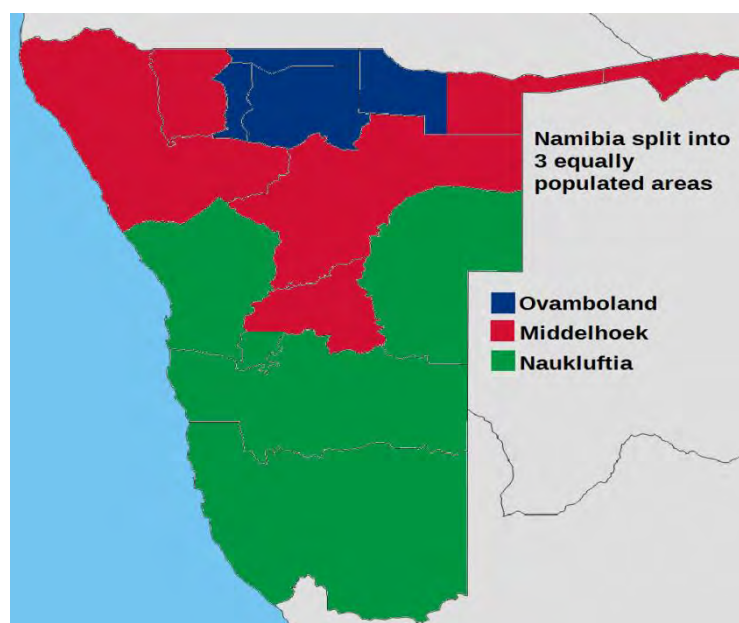 Namibia split into
3 equally
populated areas
Ovamboland
Middelhoek
Naukluftia